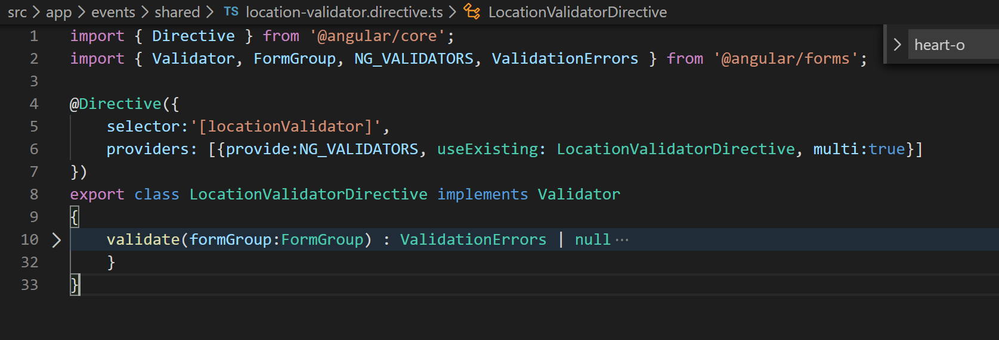 src > app > events > shared > TS location-validator.directive.ts > LocationValidatorDirective
heart-o
1 import { Directive } from '@angular/core';
2 import { Validator, FormGroup, NG_VALIDATORS, ValidationErrors } from '@angular/forms';
3
4 @Directive({
5     selector:'[locationValidator]',
6     providers: [{provide:NG_VALIDATORS, useExisting: LocationValidatorDirective, multi:true}]
7 })
8 export class LocationValidatorDirective implements Validator
9 {
10     validate(formGroup:FormGroup) : ValidationErrors | null ···
32     }
33 }